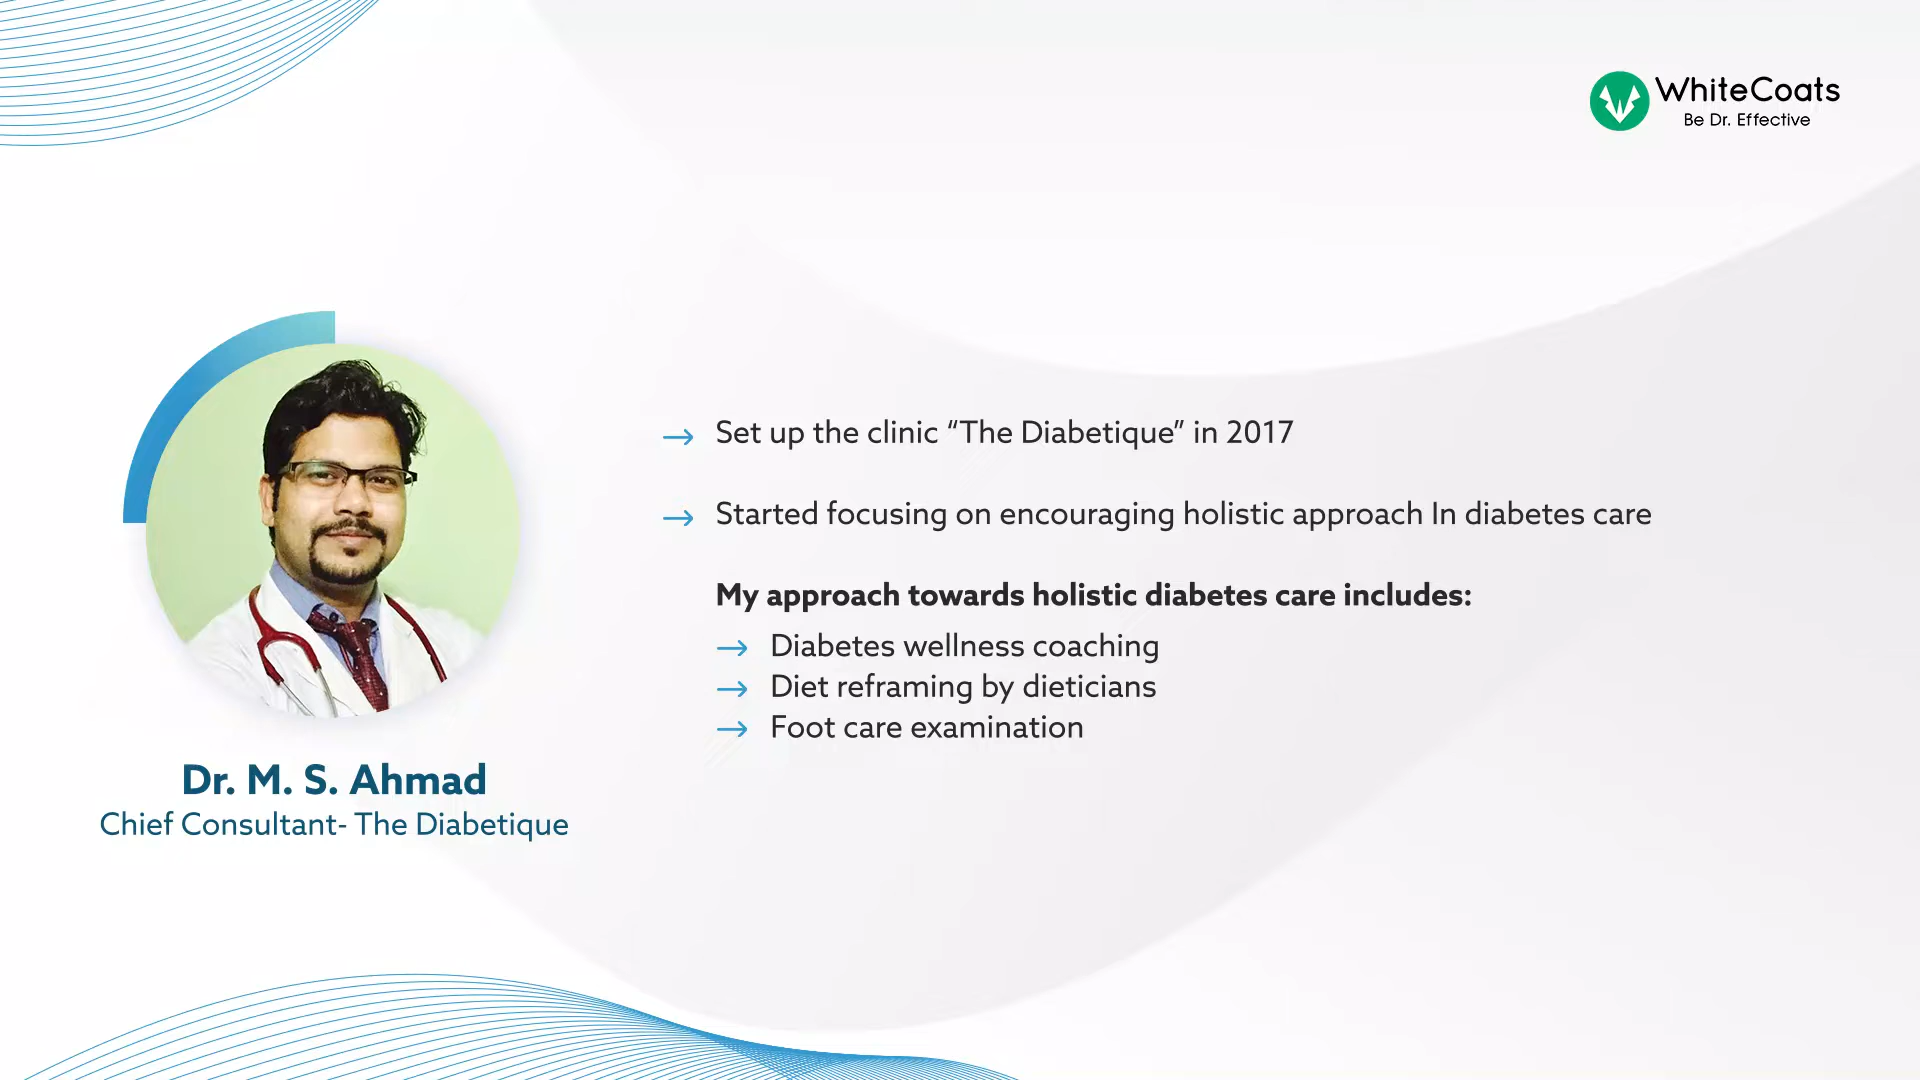 WhiteCoats
Be Dr. Effective
→ Set up the clinic “The Diabetique” in 2017
→ Started focusing on encouraging holistic approach In diabetes care
My approach towards holistic diabetes care includes:
→ Diabetes wellness coaching
→ Diet reframing by dieticians
→ Foot care examination
Dr. M. S. Ahmad
Chief Consultant- The Diabetique